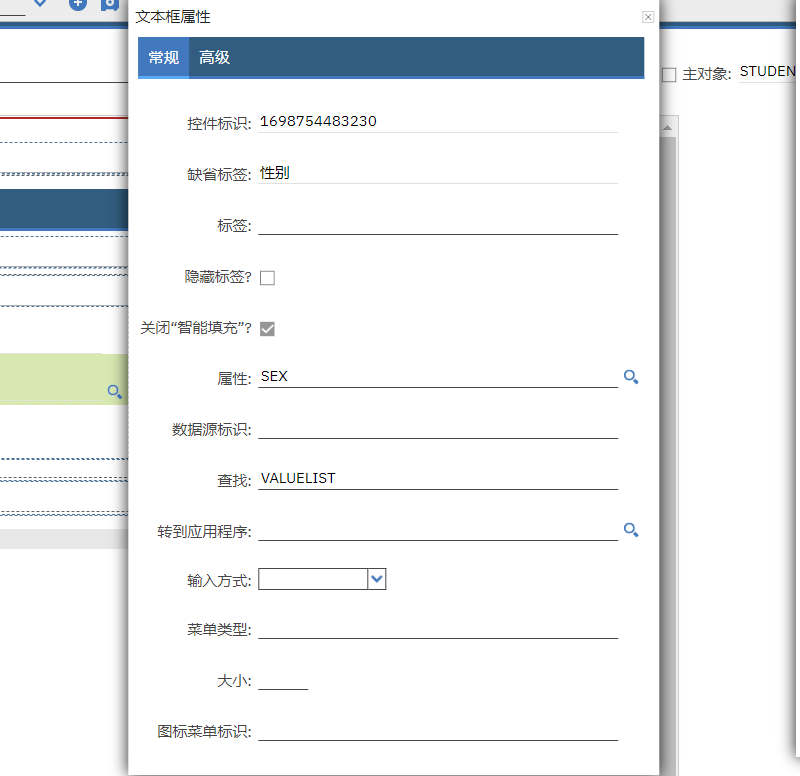 文本框属性
常规 高级
主对象: STUDEN
控件标识: 1698754483230
缺省标签: 性别
标签:
隐藏标签?
关闭“智能填充”?
属性: SEX
数据源标识:
查找: VALUELIST
转到应用程序:
输入方式:
菜单类型:
大小:
图标菜单标识: